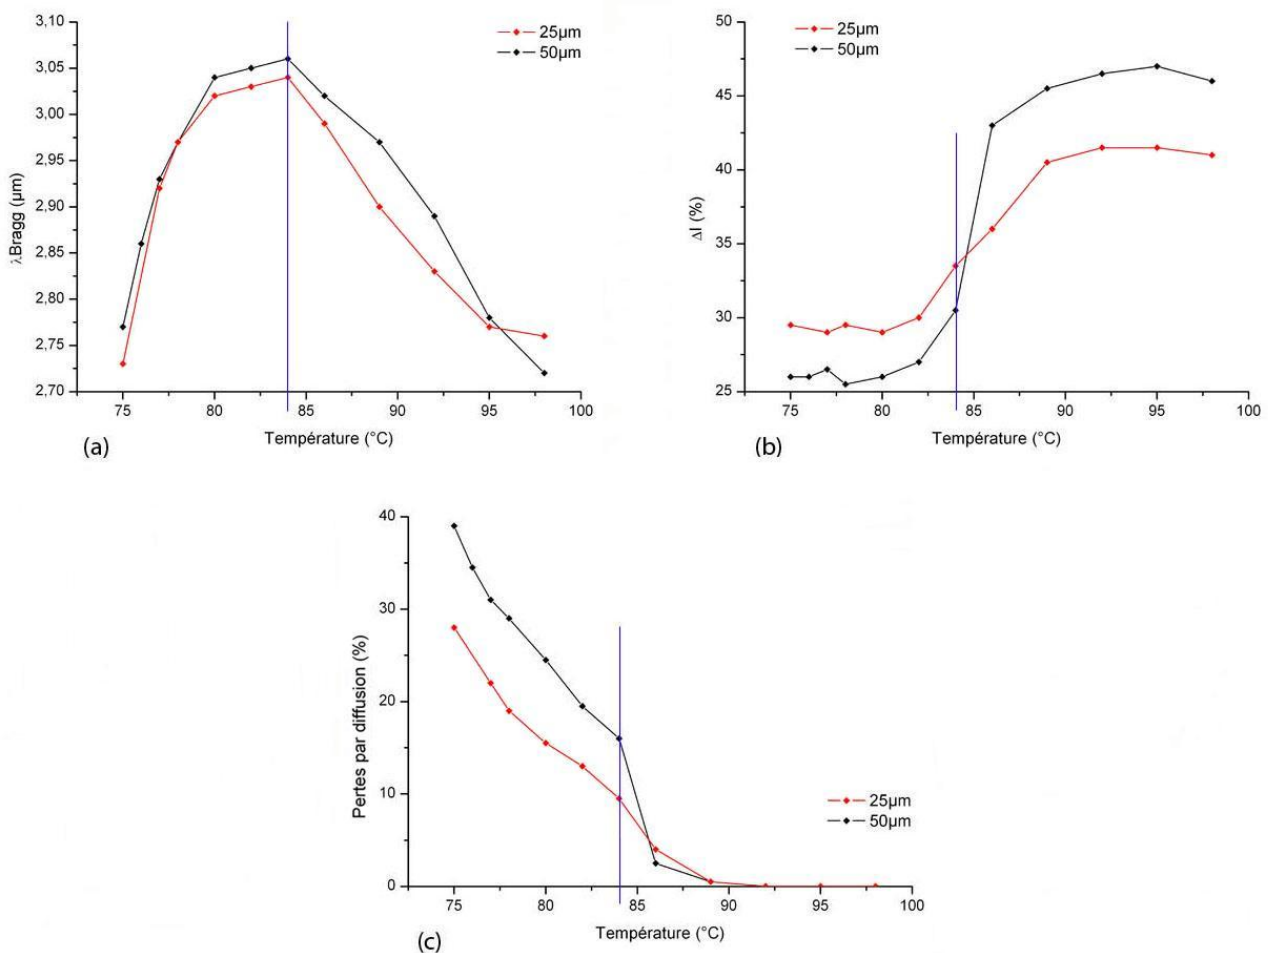 3,10
3,05
3,00
2,95
2,90
2,85
2,80
2,75
2,70
λBragg (µm)
25µm
50µm
75 80 85 90 95 100
Température (°C)
(a)
50
45
40
35
30
25
ΔI (%)
25µm
50µm
75 80 85 90 95 100
Température (°C)
(b)
40
30
20
10
0
Pertes par diffusion (%)
25µm
50µm
75 80 85 90 95 100
Température (°C)
(c)